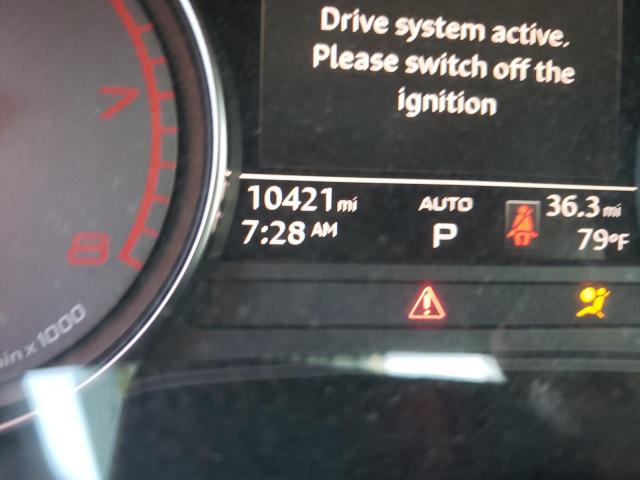 Drive system active.
Please switch off the
ignition
7
8
10421 mi
AUTO
36.3 mi
7:28 AM
P
79°F
in x1000